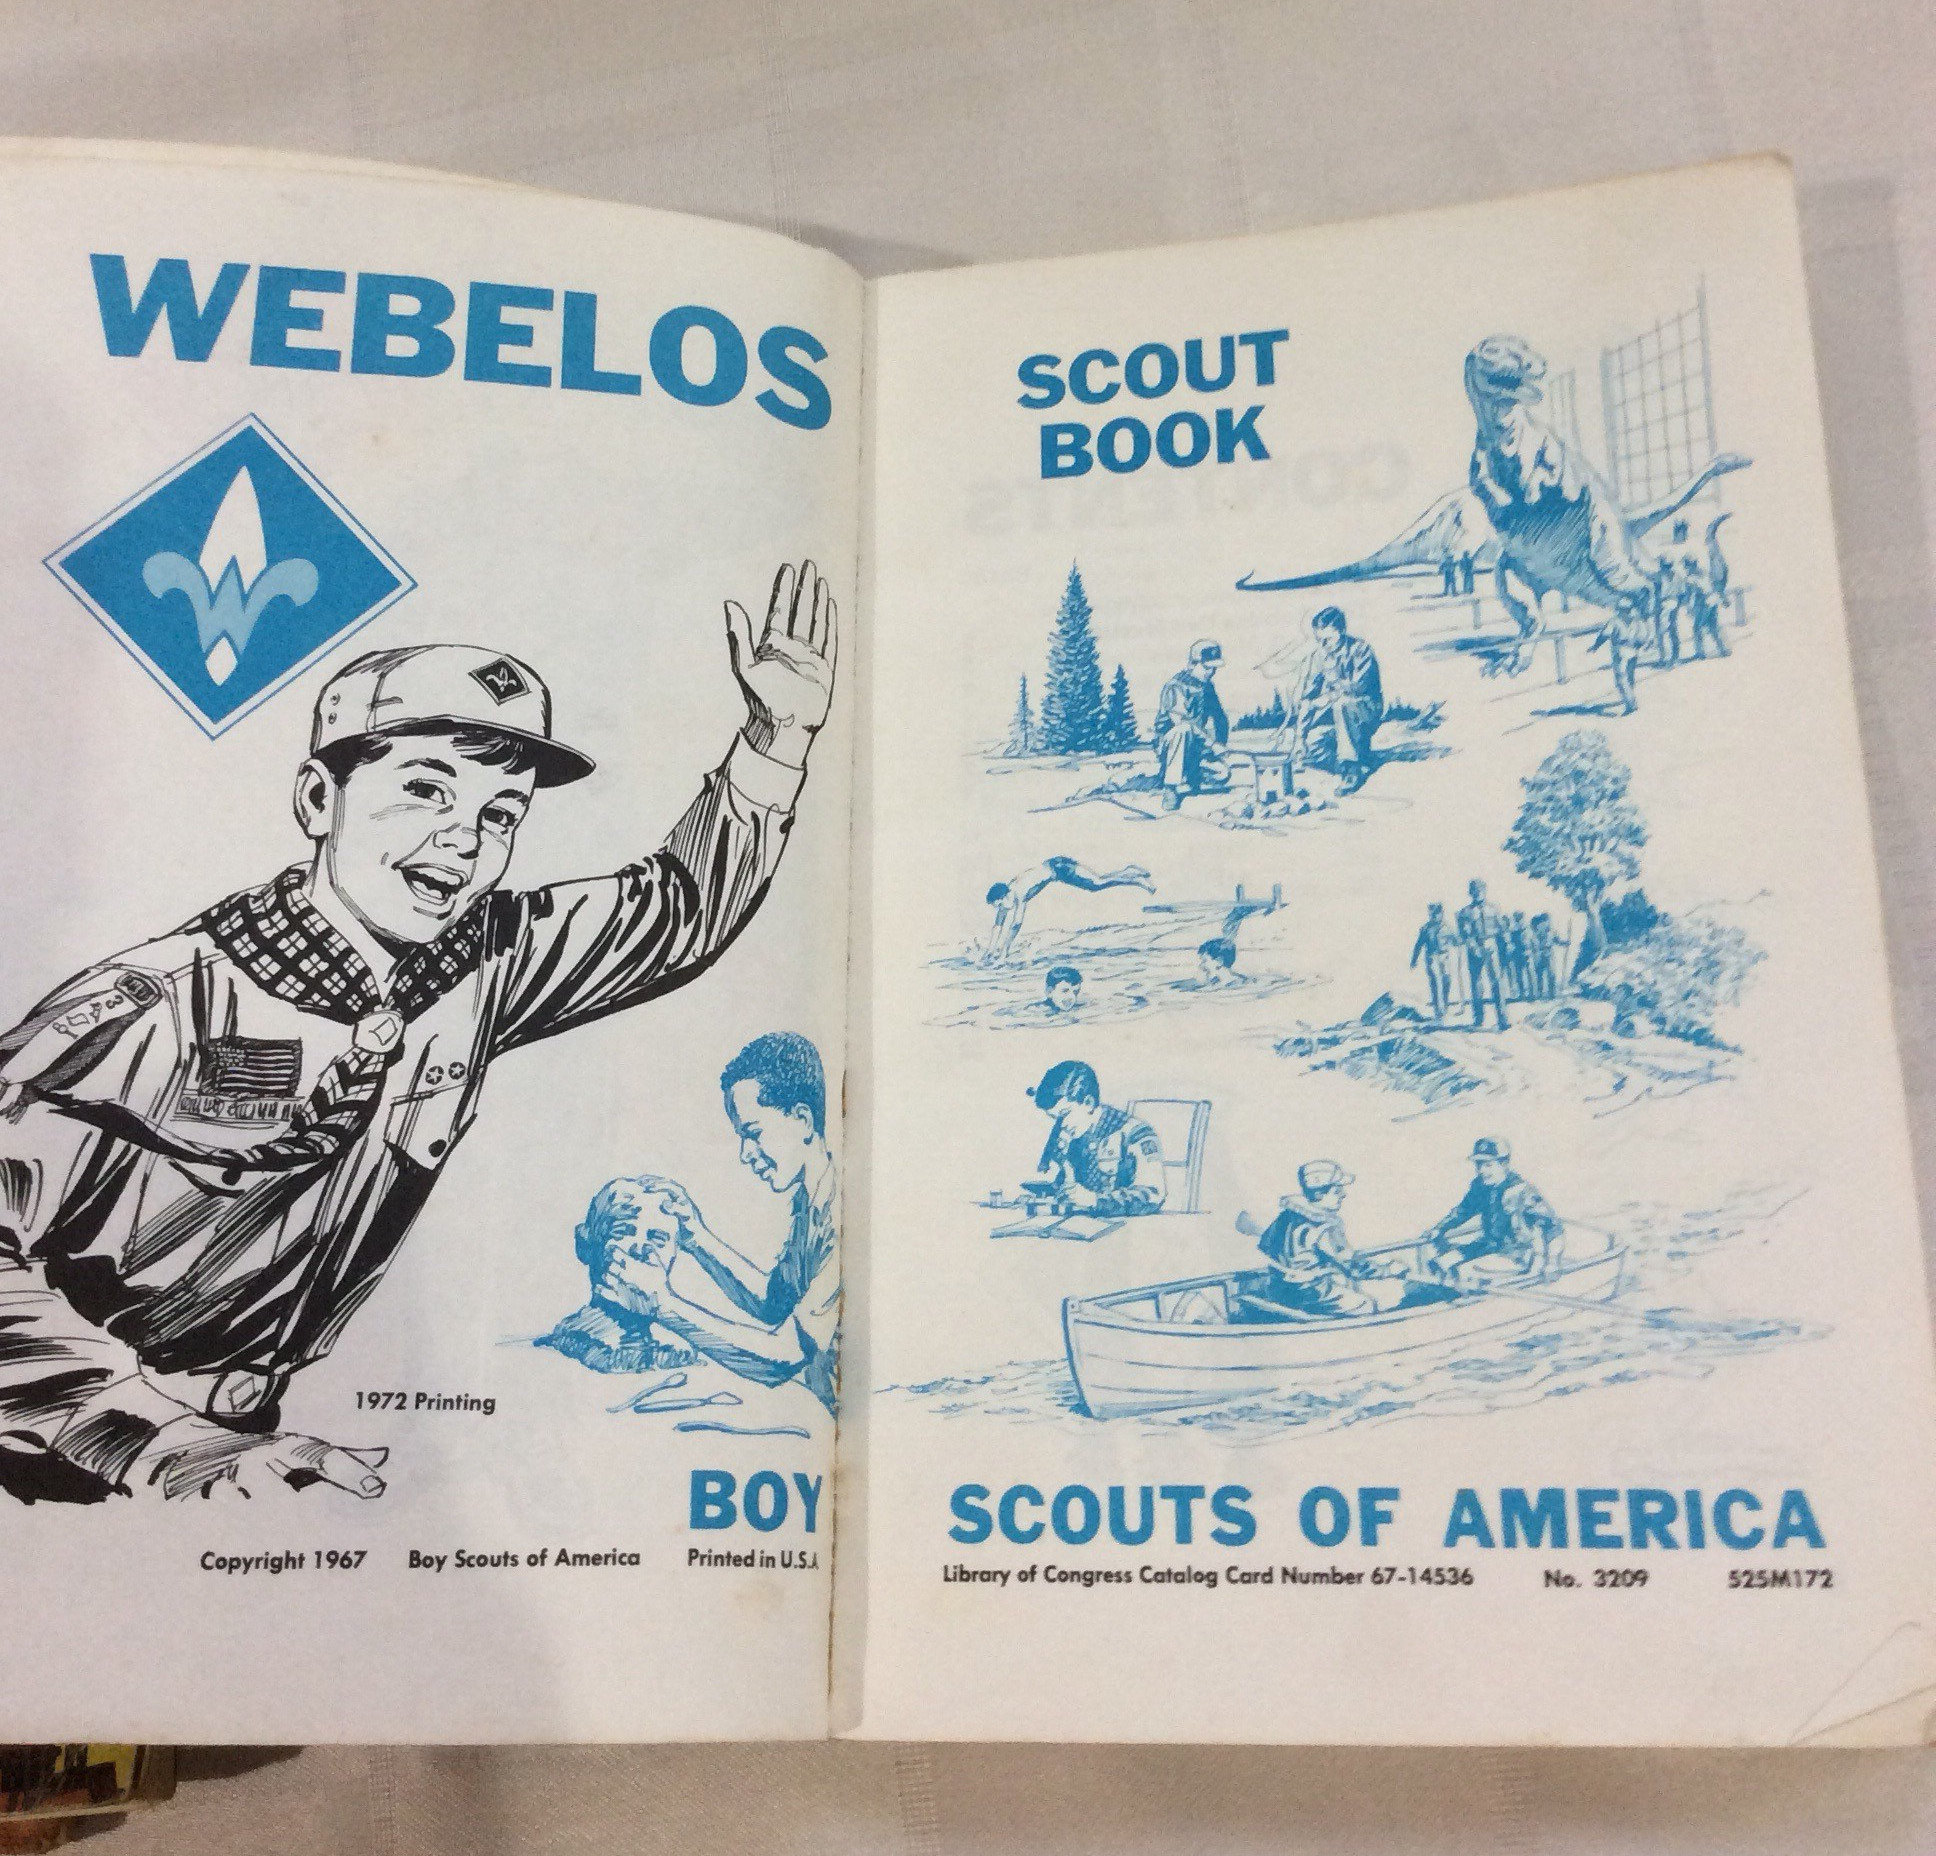 WEBELOS
SCOUT
BOOK
W
1972 Printing
BOY SCOUTS OF AMERICA
Copyright 1967 Boy Scouts of America Printed in U.S.A
Library of Congress Catalog Card Number 67-14536 No. 3209 525M172